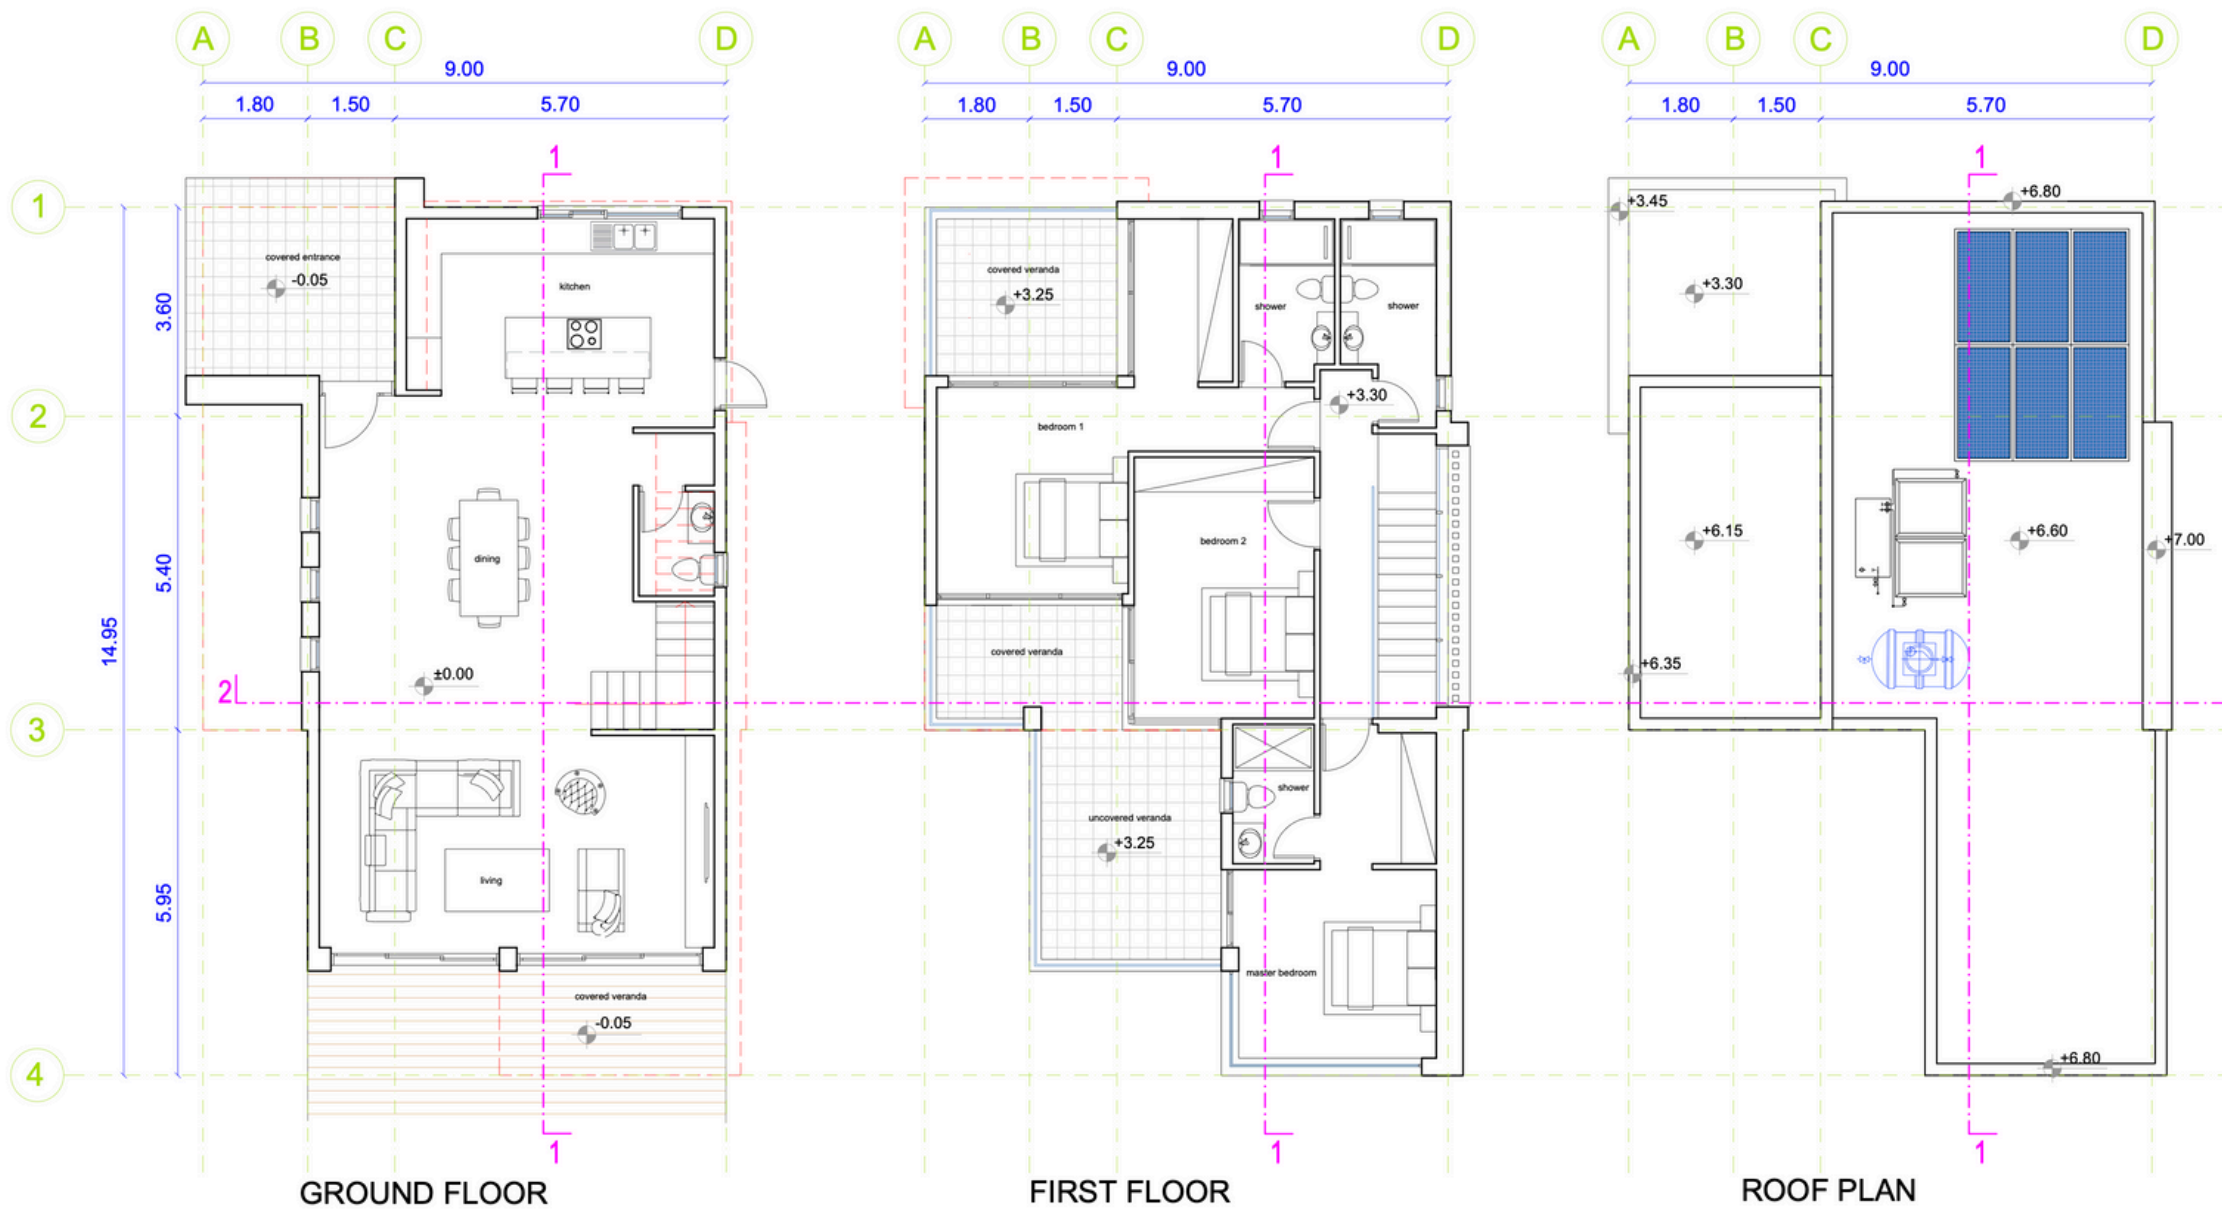 A B C D
9.00
1.80 1.50 5.70
1
1
covered entrance
-0.05
kitchen
3.60
2
dining
5.40
14.95
±0.00
2
3
living
5.95
covered veranda
-0.05
4
1
GROUND FLOOR
A B C D
9.00
1.80 1.50 5.70
1
covered veranda
+3.25
shower
shower
+3.30
bedroom 1
bedroom 2
covered veranda
shower
uncovered veranda
+3.25
master bedroom
1
FIRST FLOOR
A B C D
9.00
1.80 1.50 5.70
1
+6.80
+3.45
+3.30
+6.15
+6.60
+7.00
+6.35
+6.80
1
ROOF PLAN